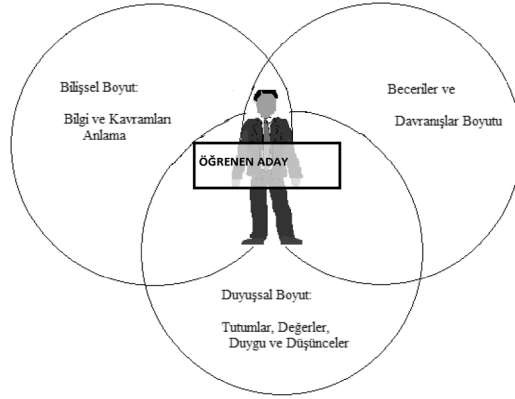 Bilişsel Boyut:
Bilgi ve Kavramları
Anlama
Beceriler ve
Davranışlar Boyutu
ÖĞRENEN ADAY
Duyuşsal Boyut:
Tutumlar, Değerler,
Duygu ve Düşünceler